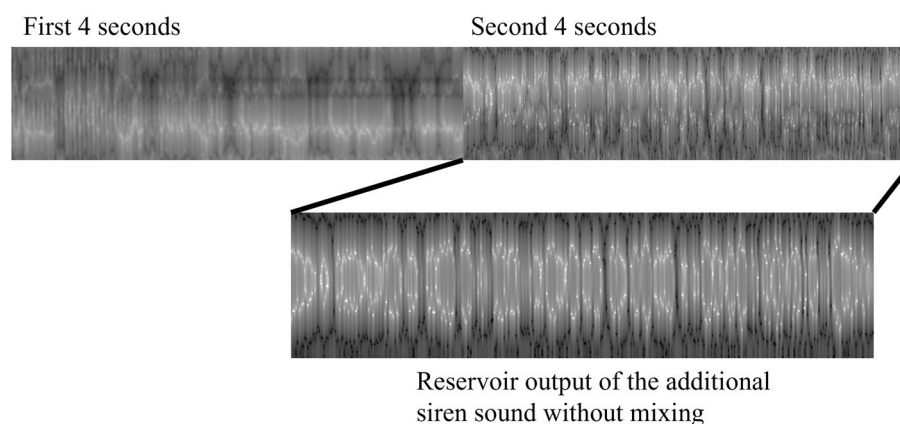 First 4 seconds
Second 4 seconds
Reservoir output of the additional
siren sound without mixing